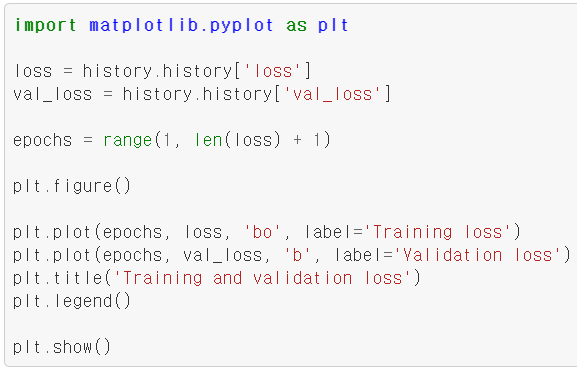 import matplotlib.pyplot as plt
loss = history.history['loss']
val_loss = history.history['val_loss']
epochs = range(1, len(loss) + 1)
plt.figure()
plt.plot(epochs, loss, 'bo', label='Training loss')
plt.plot(epochs, val_loss, 'b', label='Validation loss')
plt.title('Training and validation loss')
plt.legend()
plt.show()